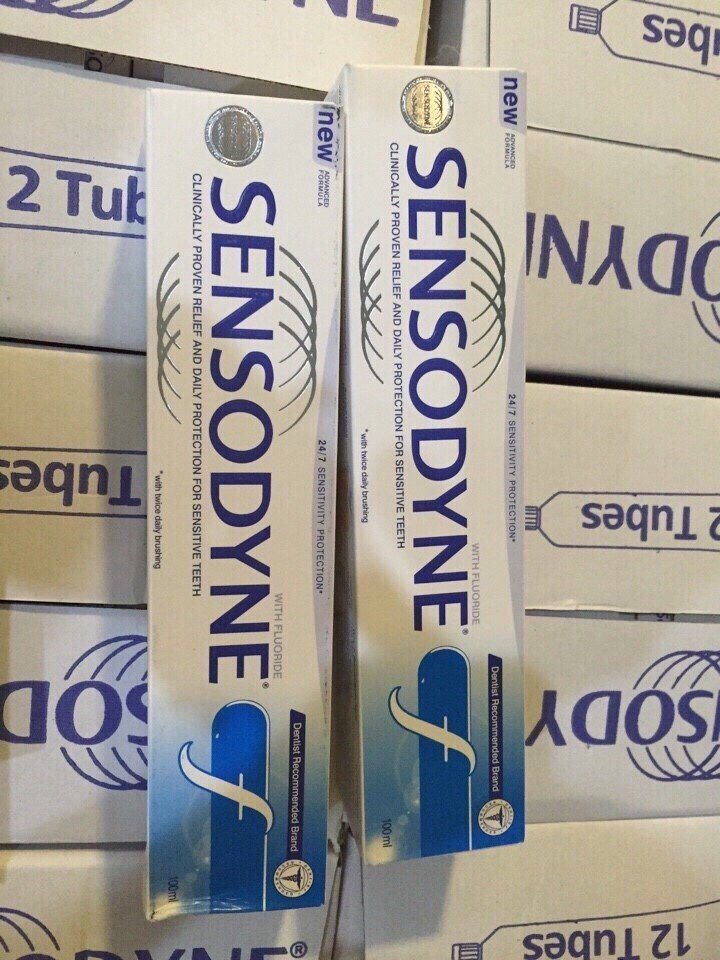 new
ADVANCED
FORMULA
SENSODYNE®
CLINICALLY PROVEN RELIEF AND DAILY PROTECTION FOR SENSITIVE TEETH
24/7 SENSITIVITY PROTECTION*
*with twice daily brushing
WITH FLUORIDE
f
Dentist Recommended Brand
100ml
new
ADVANCED
FORMULA
SENSODYNE
SENSODYNE®
CLINICALLY PROVEN RELIEF AND DAILY PROTECTION FOR SENSITIVE TEETH
24/7 SENSITIVITY PROTECTION*
*with twice daily brushing
WITH FLUORIDE
f
Dentist Recommended Brand
100ml
2 Tub
Tubes
2 Tubes
12 Tubes